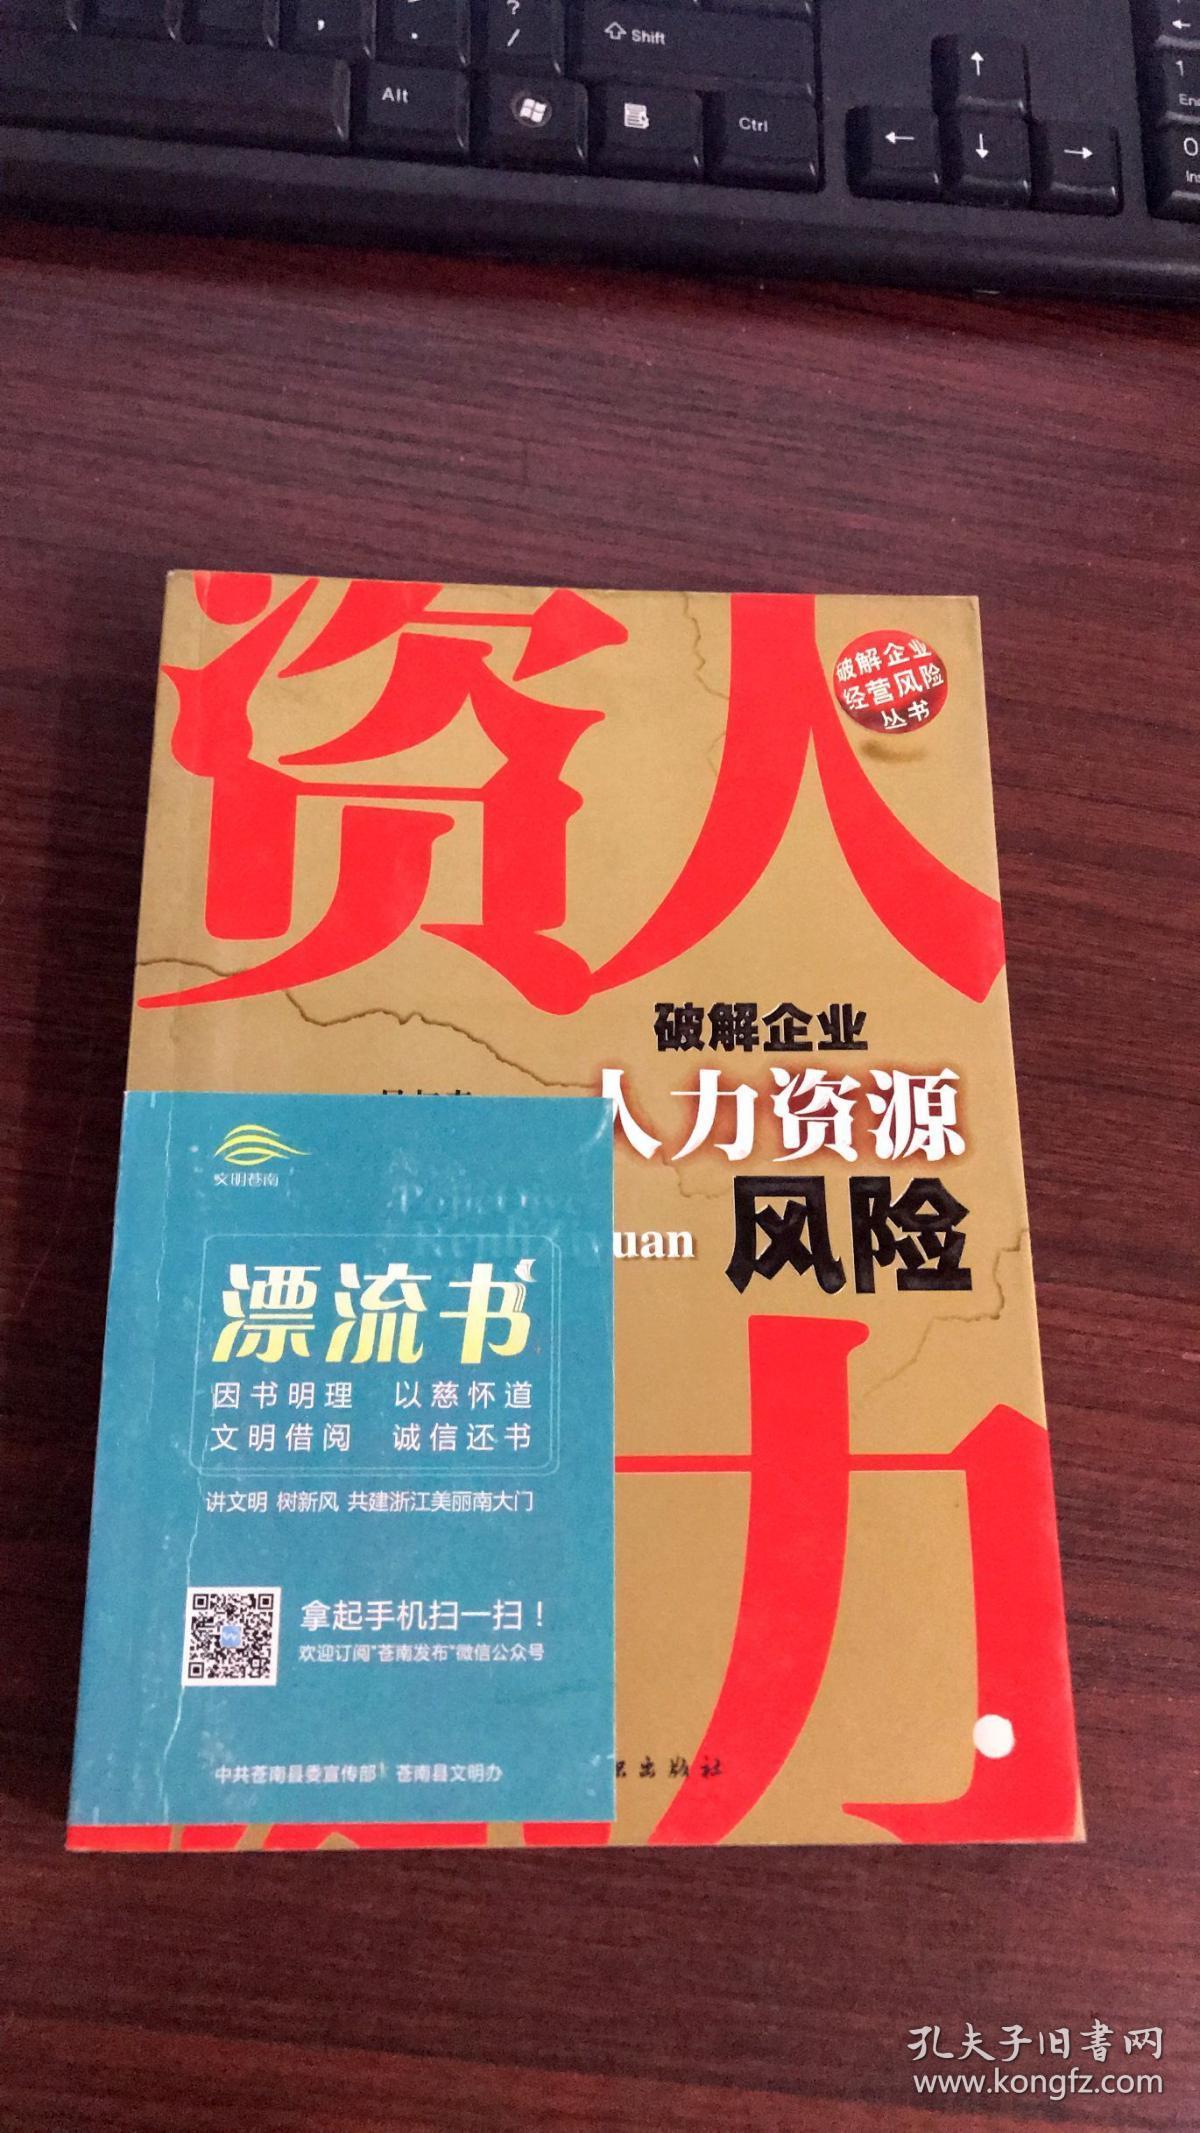 ,
.
?
/
Shift
Alt
Ctrl
1
0
资
人
破解企业
经营风险
丛书
破解企业
人力资源
uan
风险
力
文明苍南
漂流书
因书明理 以慈怀道
文明借阅 诚信还书
讲文明 树新风 共建浙江美丽南大门
拿起手机扫一扫!
欢迎订阅"苍南发布"微信公众号
中共苍南县委宣传部 苍南县文明办
出版社
孔夫子旧书网
www.kongfz.com